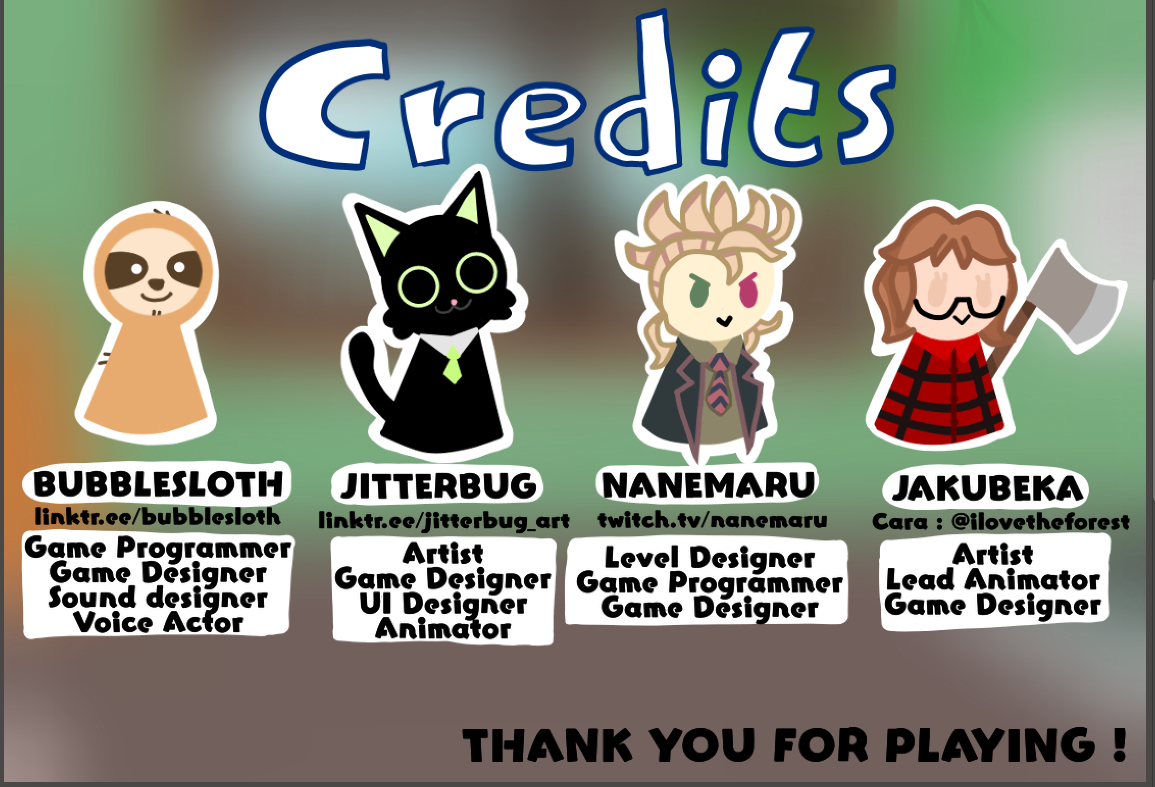 Credits
BUBBLESLOTH
linktr.ee/bubblesloth
Game Programmer
Game Designer
Sound designer
Voice Actor
JITTERBUG
linktr.ee/jitterbug_art
Artist
Game Designer
UI Designer
Animator
NANEMARU
twitch.tv/nanemaru
Level Designer
Game Programmer
Game Designer
JAKUBEKA
Cara : @ilovetheforest
Artist
Lead Animator
Game Designer
THANK YOU FOR PLAYING !